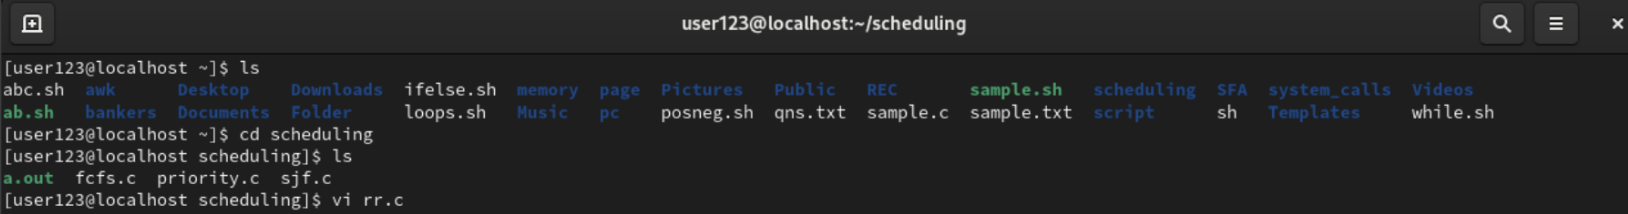 user123@localhost:~/scheduling
[user123@localhost ~]$ ls
abc.sh awk Desktop Downloads ifelse.sh memory page Pictures Public REC sample.sh scheduling SFA system_calls Videos
ab.sh bankers Documents Folder loops.sh Music pc posneg.sh qns.txt sample.c sample.txt script sh Templates while.sh
[user123@localhost ~]$ cd scheduling
[user123@localhost scheduling]$ ls
a.out fcfs.c priority.c sjf.c
[user123@localhost scheduling]$ vi rr.c